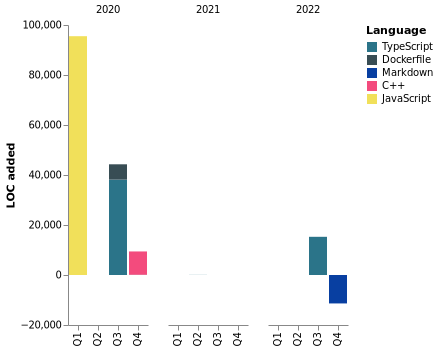 2020 2021 2022
Language
TypeScript
Dockerfile
Markdown
C++
JavaScript
LOC added
100,000
80,000
60,000
40,000
20,000
0
−20,000
Q1 Q2 Q3 Q4 Q1 Q2 Q3 Q4 Q1 Q2 Q3 Q4